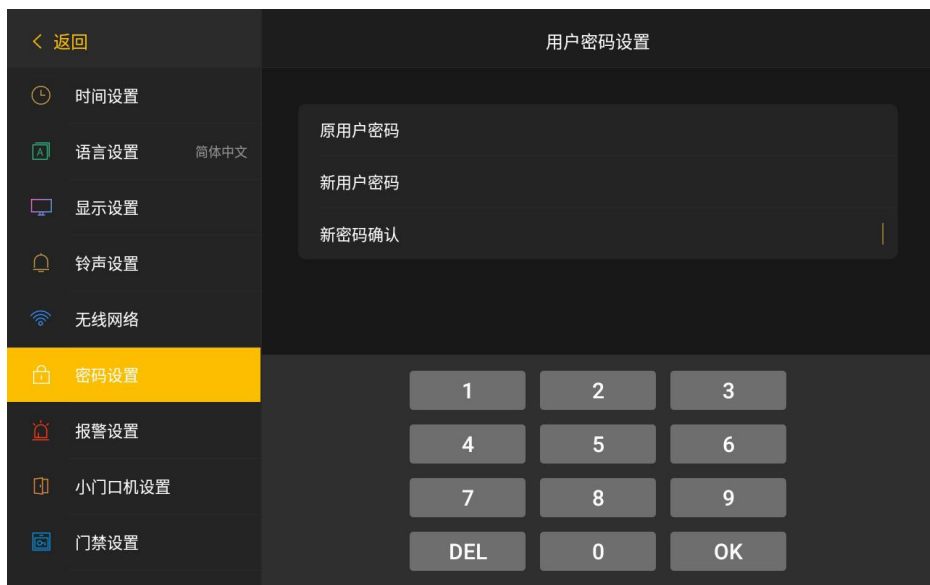 返回
用户密码设置
时间设置
A 语言设置 简体中文
显示设置
铃声设置
无线网络
密码设置
报警设置
小门口机设置
门禁设置
原用户密码
新用户密码
新密码确认
1 2 3
4 5 6
7 8 9
DEL 0 OK